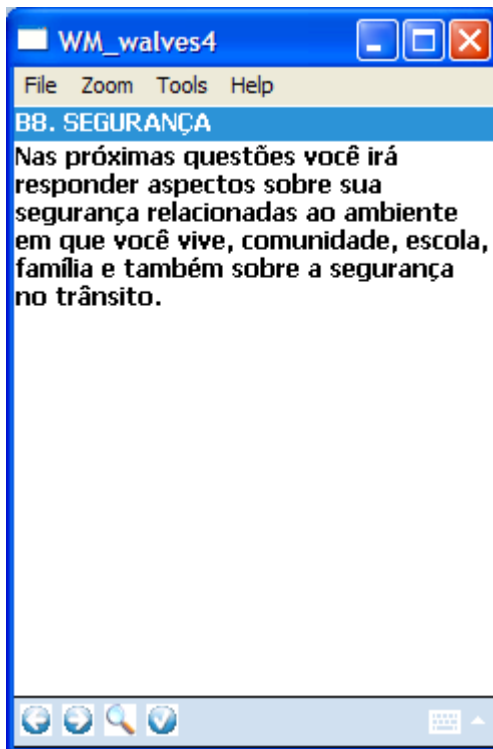 WM_walves4
File Zoom Tools Help
B8. SEGURANÇA
Nas próximas questões você irá
responder aspectos sobre sua
segurança relacionadas ao ambiente
em que você vive, comunidade, escola,
família e também sobre a segurança
no trânsito.